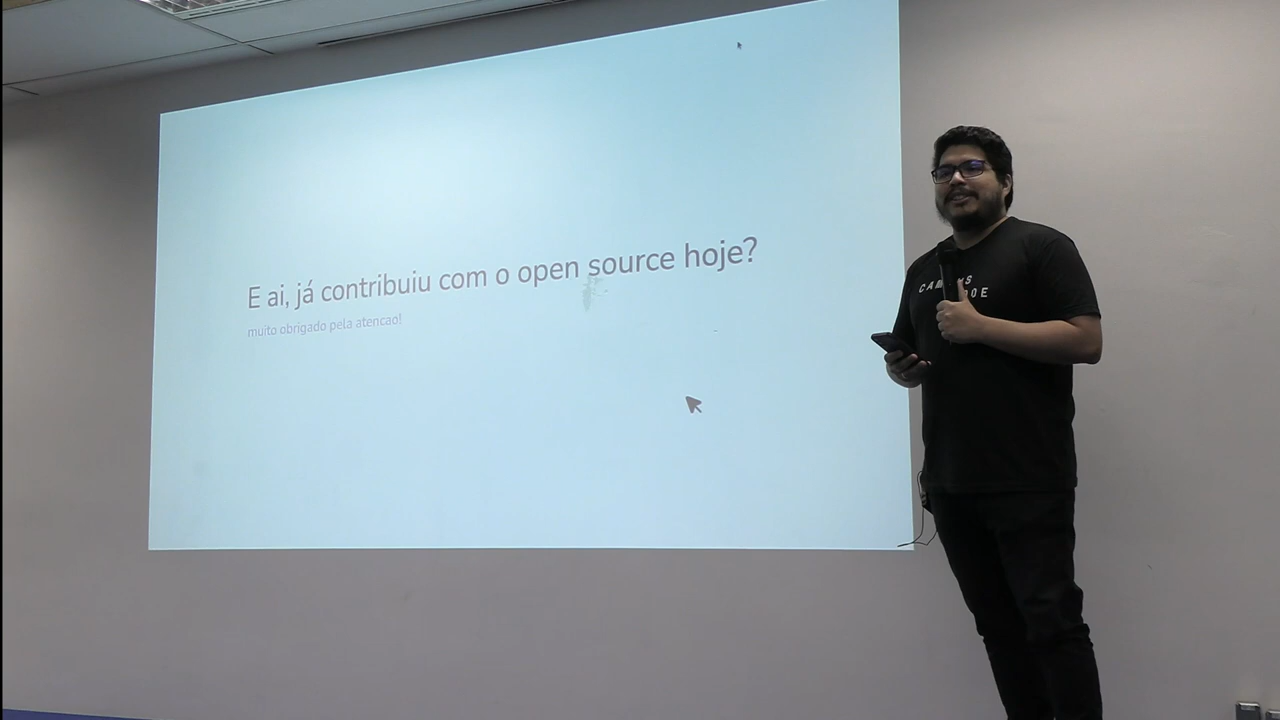 E ai, já contribuiu com o open source hoje?
muito obrigado pela atencao!